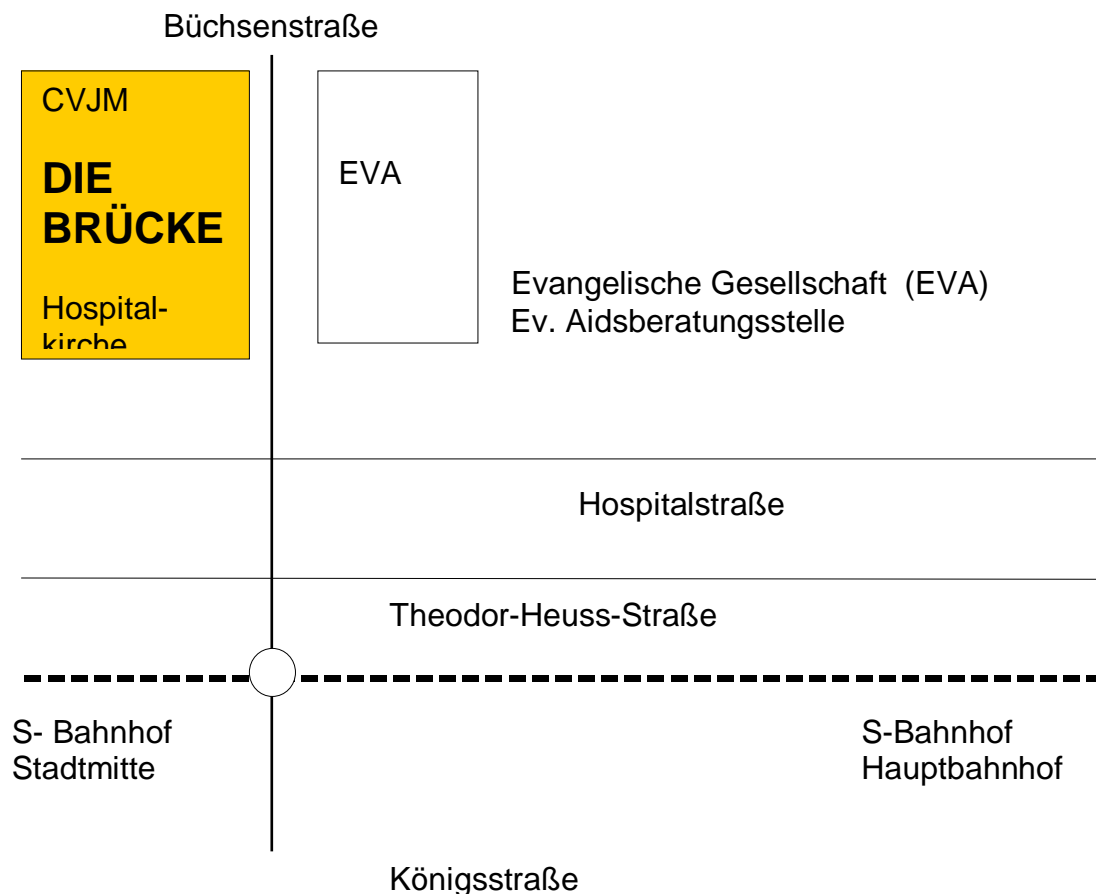 Büchsenstraße
CVJM
DIE
BRÜCKE
Hospital-
kirche
EVA
Evangelische Gesellschaft (EVA)
Ev. Aidsberatungsstelle
Hospitalstraße
Theodor-Heuss-Straße
S- Bahnhof
Stadtmitte
S-Bahnhof
Hauptbahnhof
Königsstraße